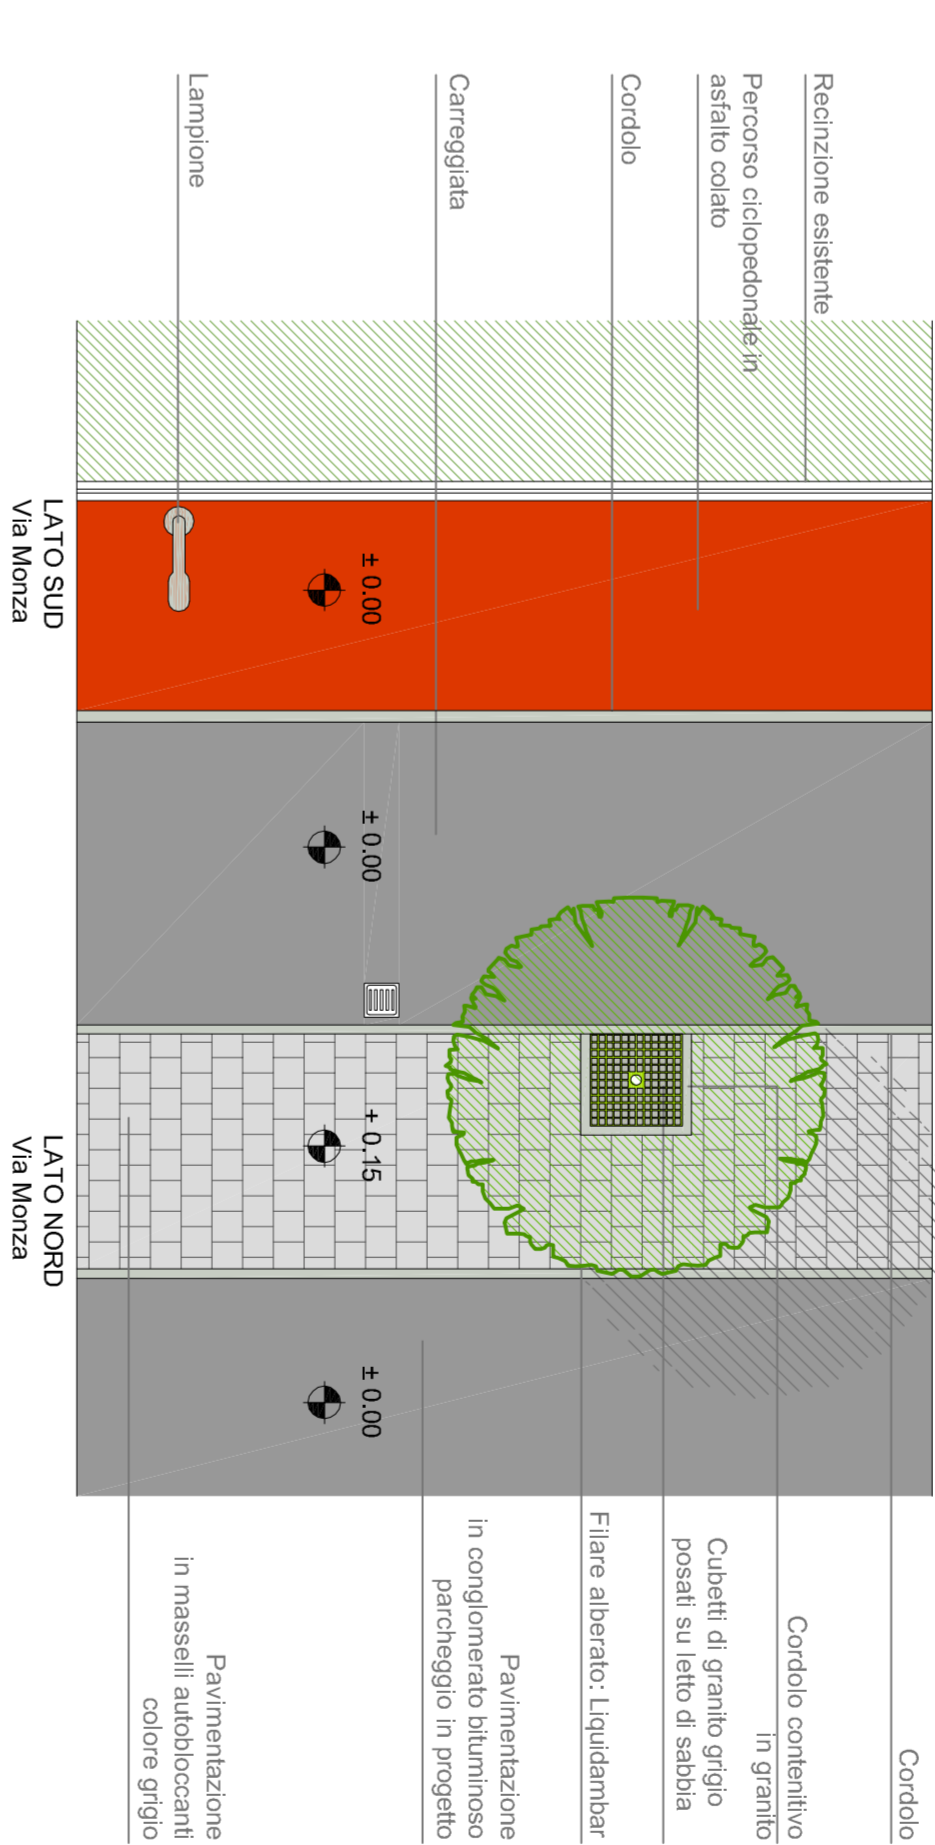 Recinzione esistente
Percorso ciclopedonale in
asfalto colato
Cordolo
Carreggiata
Lampione
± 0.00
± 0.00
+ 0.15
± 0.00
LATO SUD
Via Monza
LATO NORD
Via Monza
Cordolo
Cordolo contenitivo
in granito
Cubetti di granito grigio
posati su letto di sabbia
Filare alberato: Liquidambar
Pavimentazione
in conglomerato bituminoso
parcheggio in progetto
Pavimentazione
in masselli autobloccanti
colore grigio